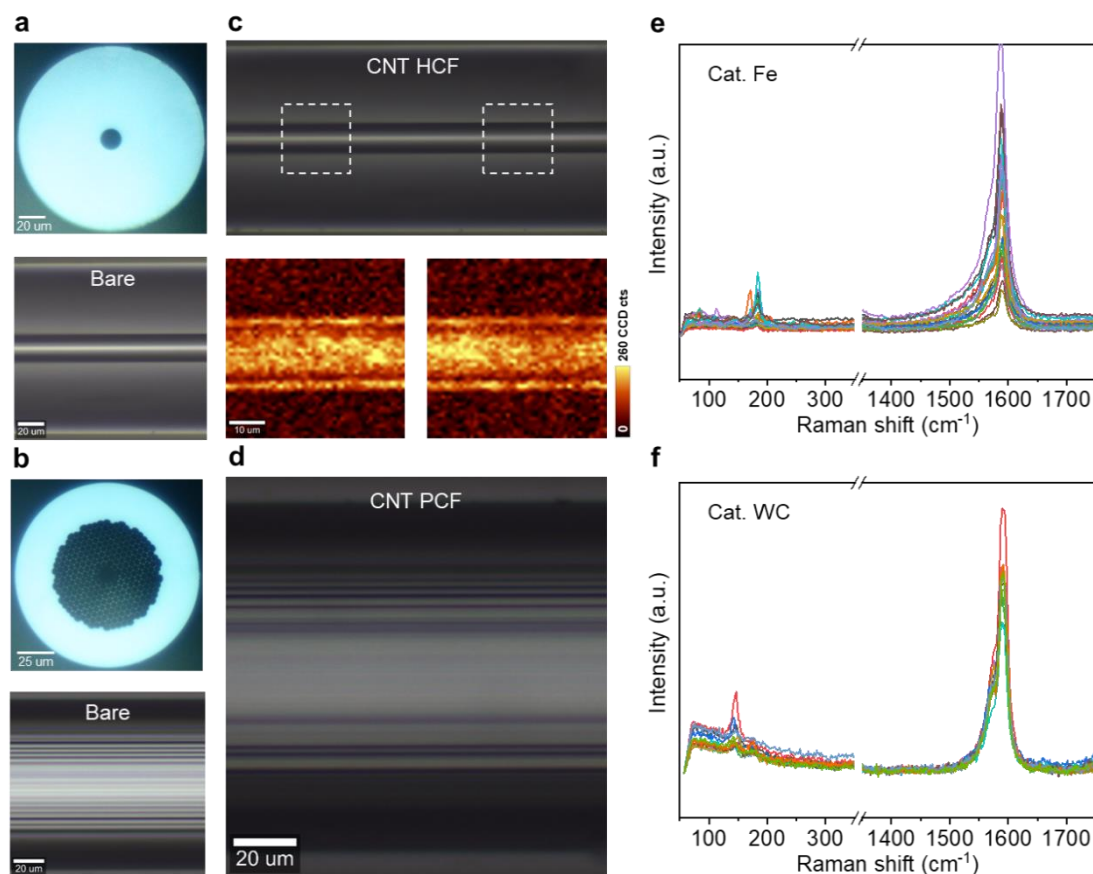 a
20 um
Bare
20 um
b
25 um
Bare
20 um
c
CNT HCF
10 um
260 CCD cts
0
d
CNT PCF
20 um
e
Cat. Fe
Intensity (a.u.)
100 200 300 1400 1500 1600 1700
Raman shift (cm⁻¹)
f
Cat. WC
Intensity (a.u.)
100 200 300 1400 1500 1600 1700
Raman shift (cm⁻¹)